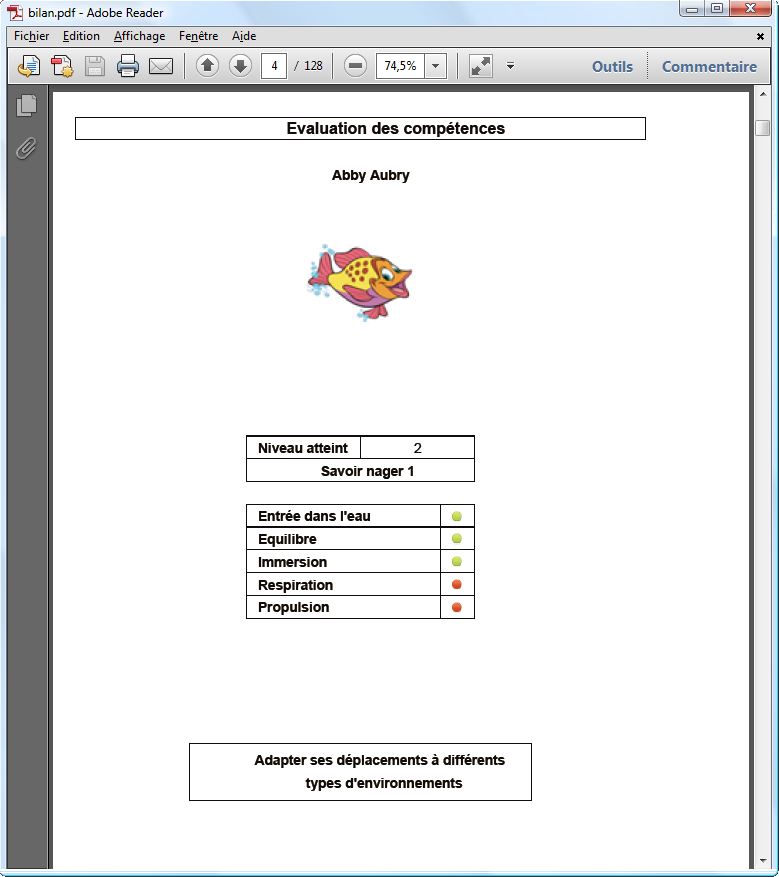 bilan.pdf - Adobe Reader
Fichier Edition Affichage Fenêtre Aide
4 / 128 74,5% Outils Commentaire
Evaluation des compétences
Abby Aubry
Niveau atteint 2
Savoir nager 1
Entrée dans l'eau
Equilibre
Immersion
Respiration
Propulsion
Adapter ses déplacements à différents
types d'environnements